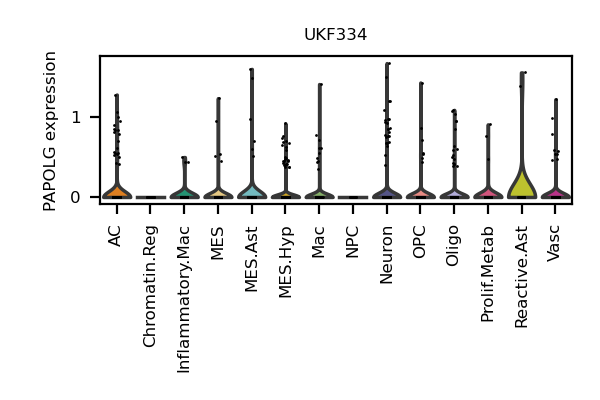 UKF334
PAPOLG expression
1
0
AC
Chromatin.Reg
Inflammatory.Mac
MES
MES.Ast
MES.Hyp
Mac
NPC
Neuron
OPC
Oligo
Prolif.Metab
Reactive.Ast
Vasc